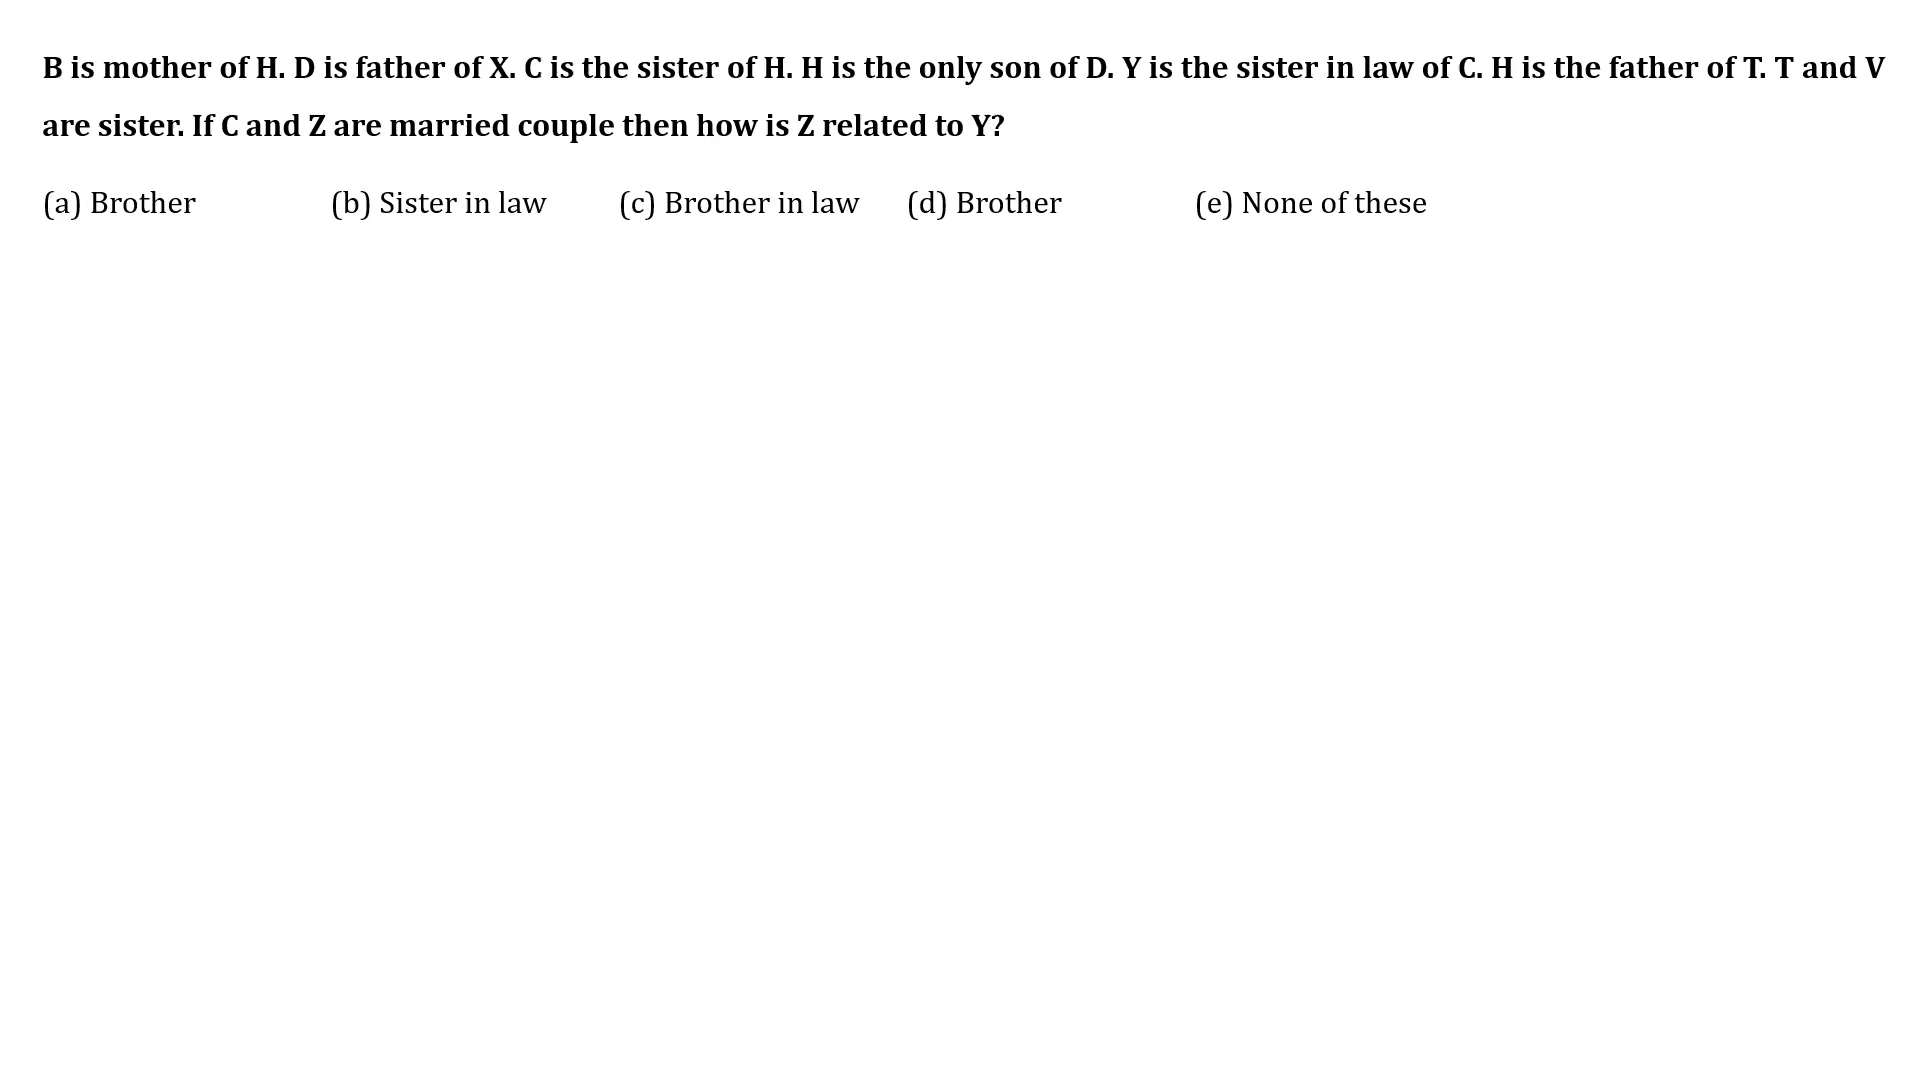 B is mother of H. D is father of X. C is the sister of H. H is the only son of D. Y is the sister in law of C. H is the father of T. T and V
are sister. If C and Z are married couple then how is Z related to Y?
(a) Brother (b) Sister in law (c) Brother in law (d) Brother (e) None of these